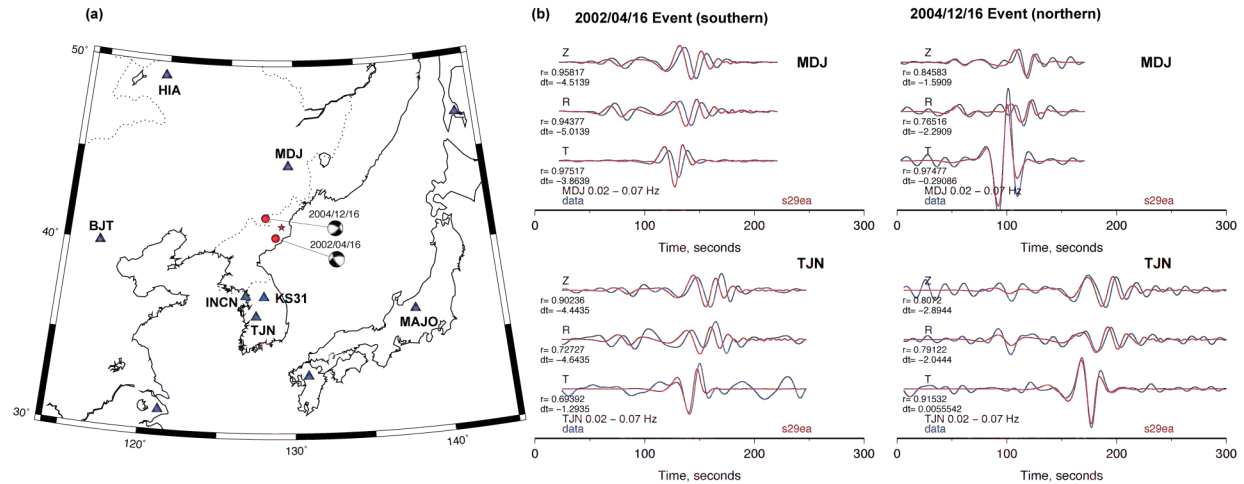 (a)
50°
40°
30°
120°
130°
140°
HIA
MDJ
2004/12/16
BJT
2002/04/16
INCN
KS31
TJN
MAJO
(b)
2002/04/16 Event (southern)
Z
MDJ
r= 0.95817
dt= −4.5139
R
r= 0.94377
dt= −5.0139
T
r= 0.97517
dt= −3.8639
MDJ 0.02 − 0.07 Hz
data
s29ea
0
100
200
300
Time, seconds
2004/12/16 Event (northern)
Z
MDJ
r= 0.84583
dt= −1.5909
R
r= 0.76516
dt= −2.2909
T
r= 0.97477
dt= −0.29086
MDJ 0.02 − 0.07 Hz
data
s29ea
0
100
200
300
Time, seconds
TJN
Z
r= 0.90236
dt= −4.4435
R
r= 0.72727
dt= −4.6435
T
r= 0.69392
dt= −1.2935
TJN 0.02 − 0.07 Hz
data
s29ea
0
100
200
300
Time, seconds
TJN
Z
r= 0.8072
dt= −2.8944
R
r= 0.79122
dt= −2.0444
T
r= 0.91532
dt= 0.0055542
TJN 0.02 − 0.07 Hz
data
s29ea
0
100
200
300
Time, seconds